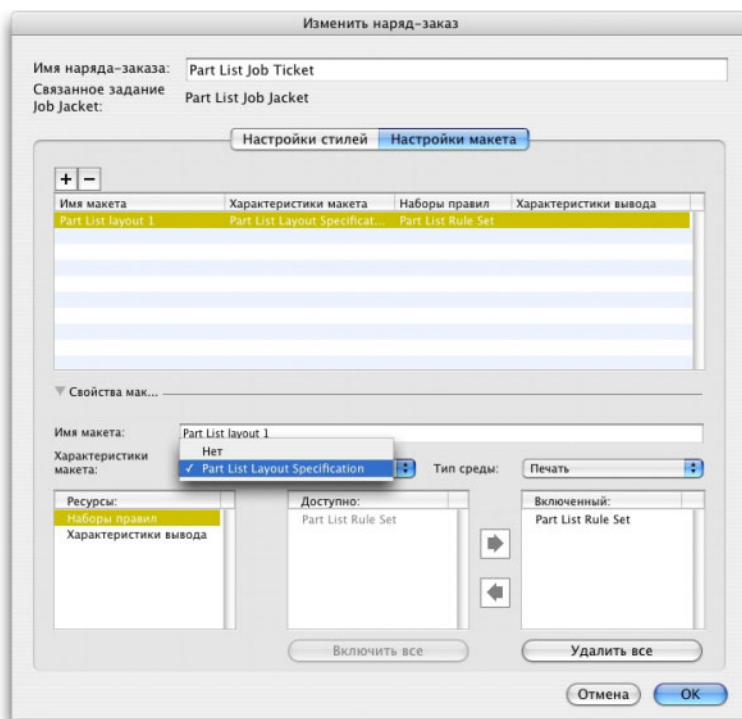 Изменить наряд-заказ
Имя наряда-заказа: Part List Job Ticket
Связанное задание
Job Jacket: Part List Job Jacket
Настройки стилей Настройки макета
+ −
Имя макета Характеристики макета Наборы правил Характеристики вывода
Part List layout 1 Part List Layout Specificat... Part List Rule Set
Свойства мак...
Имя макета: Part List layout 1
Нет
Характеристики
макета: ✓ Part List Layout Specification Тип среды: Печать
Ресурсы: Доступно: Включенный:
Наборы правил Part List Rule Set Part List Rule Set
Характеристики вывода
Включить все Удалить все
Отмена OK